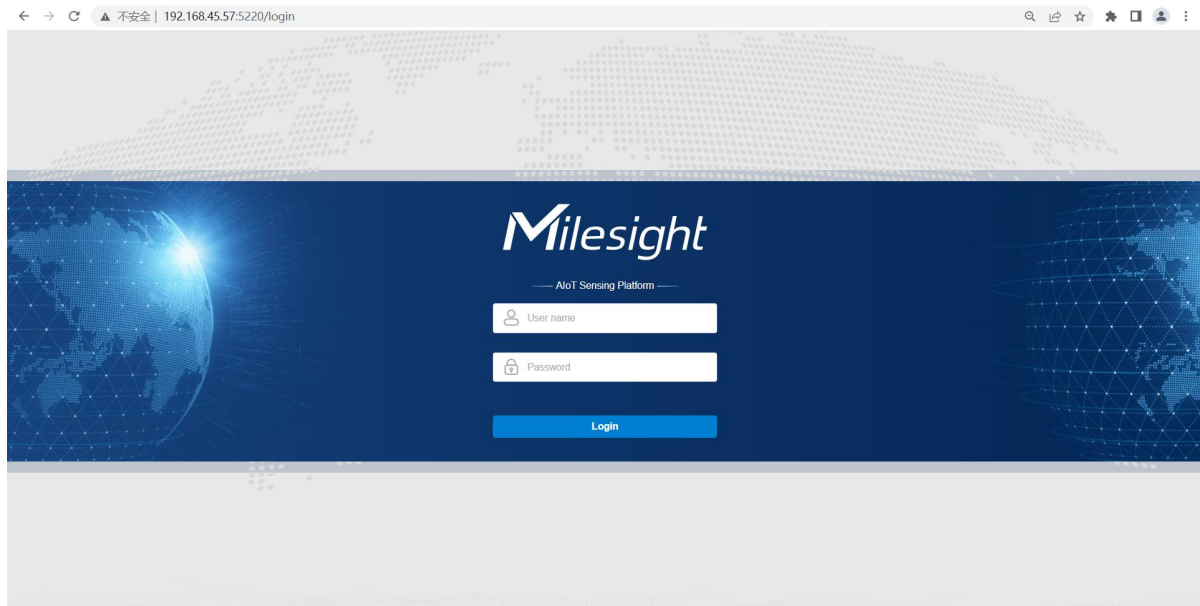 不安全 | 192.168.45.57:5220/login
Milesight
AIoT Sensing Platform
User name
Password
Login